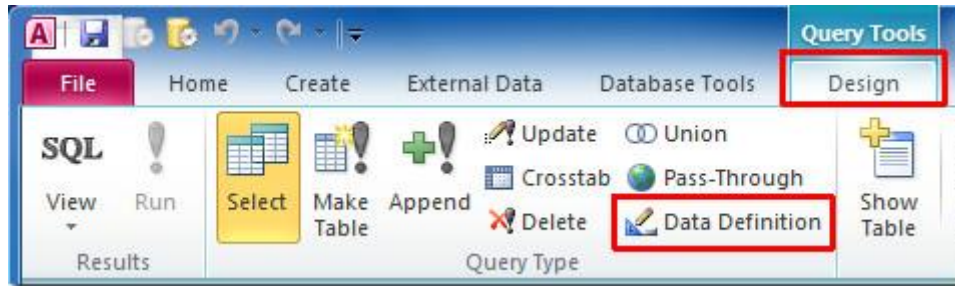 A
Query Tools
File Home Create External Data Database Tools Design
SQL Update Union
Crosstab Pass-Through
View Run Select Make Append Show
Table Delete Data Definition Table
Results Query Type